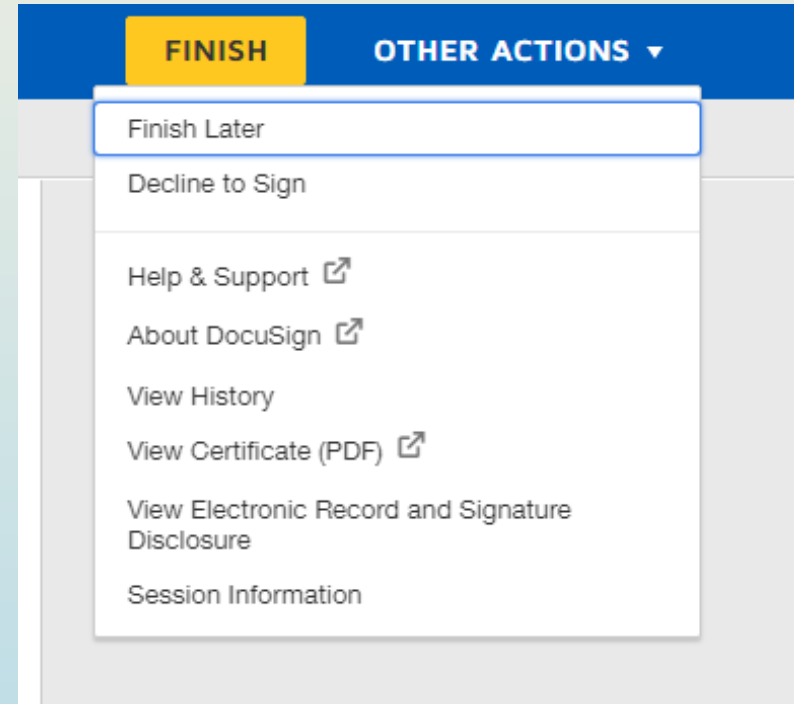 FINISH OTHER ACTIONS
Finish Later
Decline to Sign
Help & Support
About DocuSign
View History
View Certificate (PDF)
View Electronic Record and Signature
Disclosure
Session Information